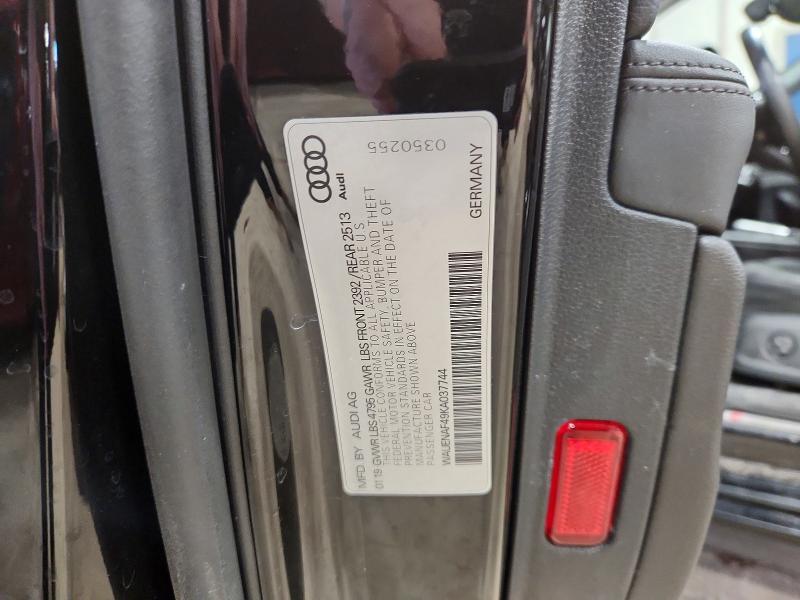 Audi
0350255
MFD. BY AUDI AG
01 19 GVWR LBS 4795 GAWR LBS FRONT 2392 / REAR 2513
THIS VEHICLE CONFORMS TO ALL APPLICABLE U S
FEDERAL MOTOR VEHICLE SAFETY, BUMPER AND THEFT
PREVENTION STANDARDS IN EFFECT ON THE DATE OF
MANUFACTURE SHOWN ABOVE
PASSENGER CAR
WAUENAF49KA037744
GERMANY